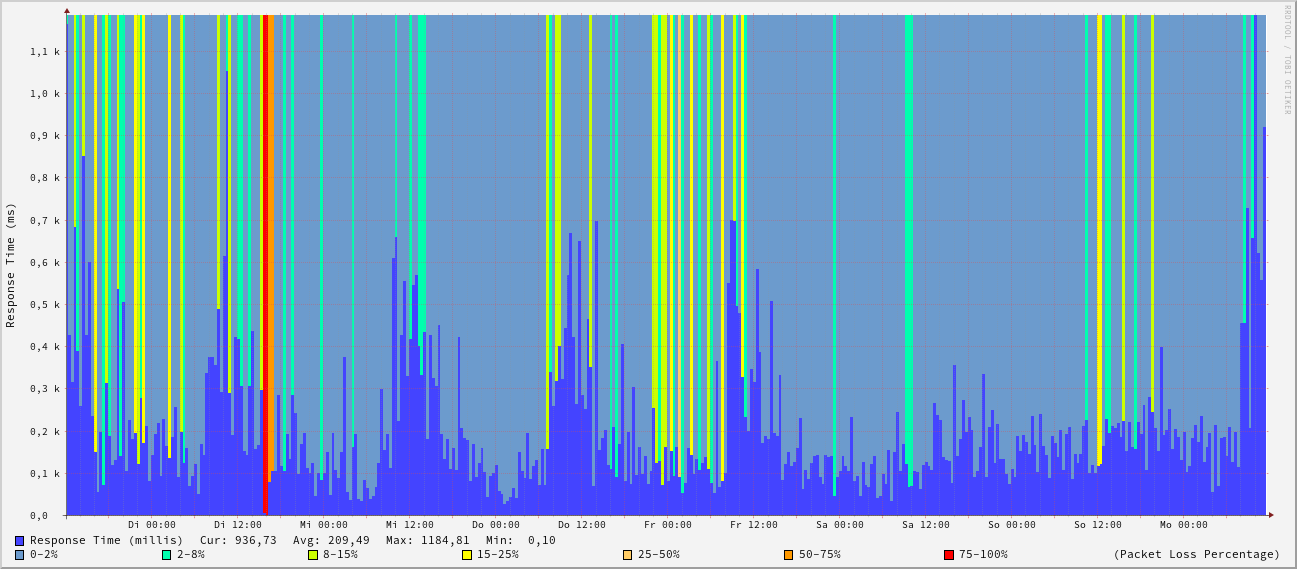 RRDTOOL / TOBI OETIKER
Response Time (ms)
1,1 k
1,0 k
0,9 k
0,8 k
0,7 k
0,6 k
0,5 k
0,4 k
0,3 k
0,2 k
0,1 k
0,0
Di 00:00 Di 12:00 Mi 00:00 Mi 12:00 Do 00:00 Do 12:00 Fr 00:00 Fr 12:00 Sa 00:00 Sa 12:00 So 00:00 So 12:00 Mo 00:00
Response Time (millis) Cur: 936,73 Avg: 209,49 Max: 1184,81 Min: 0,10
0-2% 2-8% 8-15% 15-25% 25-50% 50-75% 75-100% (Packet Loss Percentage)